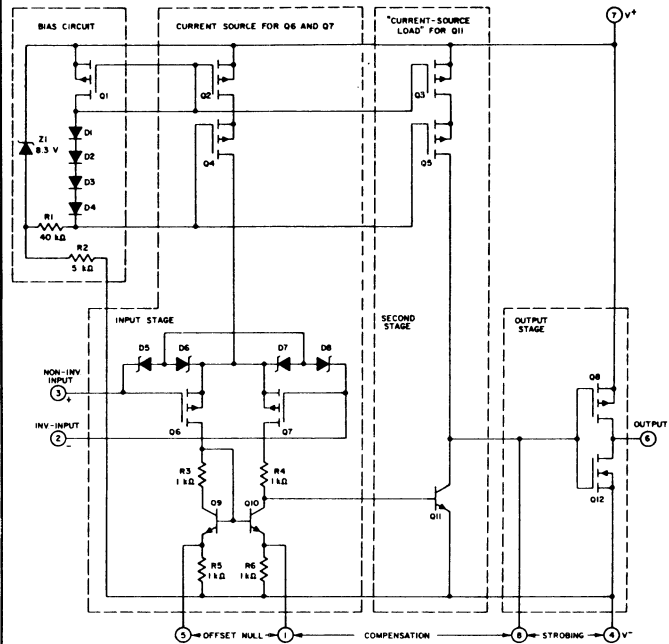 BIAS CIRCUIT
CURRENT SOURCE FOR Q6 AND Q7
"CURRENT-SOURCE
LOAD" FOR Q11
7 V+
Q1
Q2
Q3
Z1
8.3 V
D1
D2
D3
D4
Q4
Q5
R1
40 kΩ
R2
5 kΩ
INPUT STAGE
SECOND
STAGE
OUTPUT
STAGE
D5
D6
D7
D8
NON-INV
INPUT
3 +
INV-INPUT
2 -
Q6
Q7
Q8
OUTPUT
6
R3
1 kΩ
R4
1 kΩ
Q9
Q10
Q11
Q12
R5
1 kΩ
R6
1 kΩ
5 OFFSET NULL 1 COMPENSATION 8 STROBING 4 V-